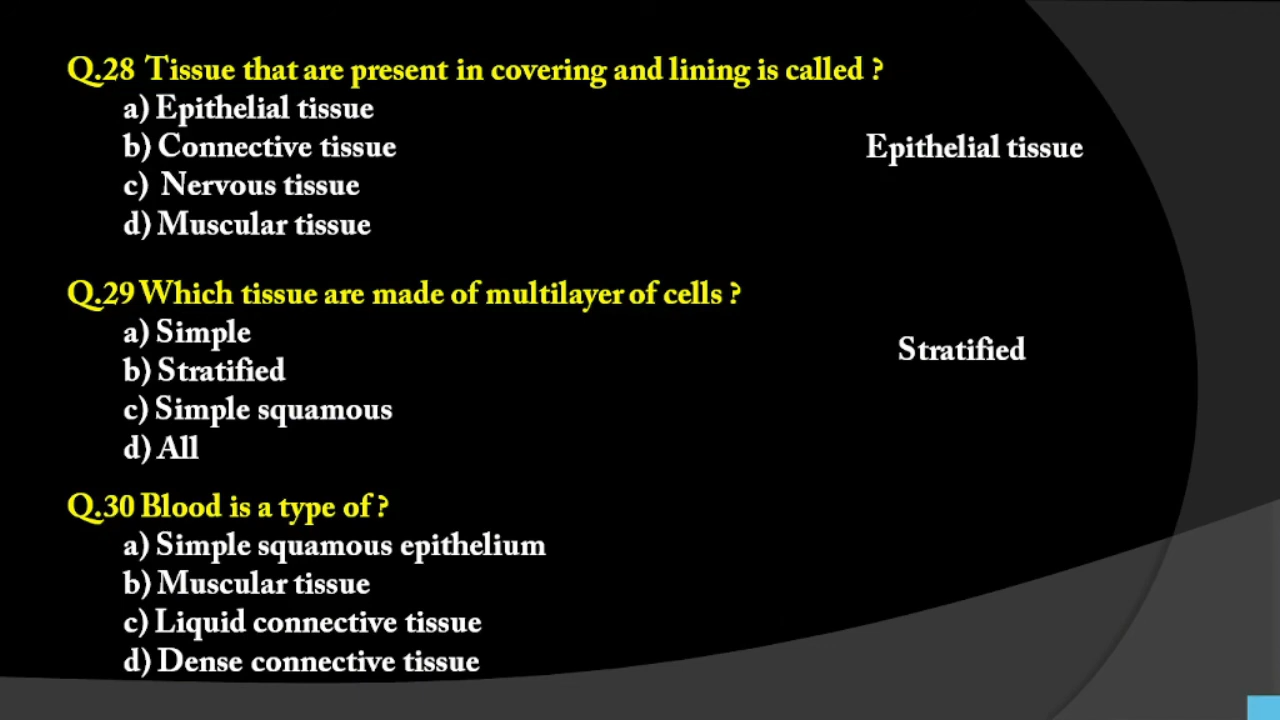 Q.28 Tissue that are present in covering and lining is called ?
a) Epithelial tissue
b) Connective tissue
c) Nervous tissue
d) Muscular tissue
Epithelial tissue
Q.29 Which tissue are made of multilayer of cells ?
a) Simple
b) Stratified
c) Simple squamous
d) All
Stratified
Q.30 Blood is a type of ?
a) Simple squamous epithelium
b) Muscular tissue
c) Liquid connective tissue
d) Dense connective tissue